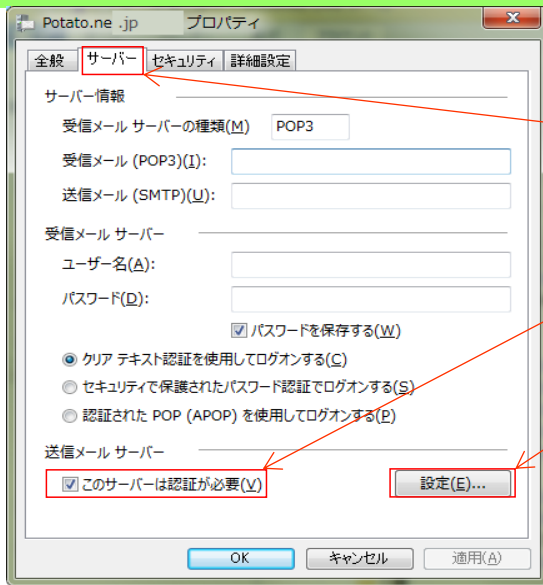 Potato.ne .jp プロパティ
全般 サーバー セキュリティ 詳細設定
サーバー情報
受信メール サーバーの種類(M) POP3
受信メール (POP3)(I):
送信メール (SMTP)(U):
受信メール サーバー
ユーザー名(A):
パスワード(D):
パスワードを保存する(W)
クリア テキスト認証を使用してログオンする(C)
セキュリティで保護されたパスワード認証でログオンする(S)
認証された POP (APOP) を使用してログオンする(P)
送信メール サーバー
このサーバーは認証が必要(V) 設定(E)...
OK キャンセル 適用(A)